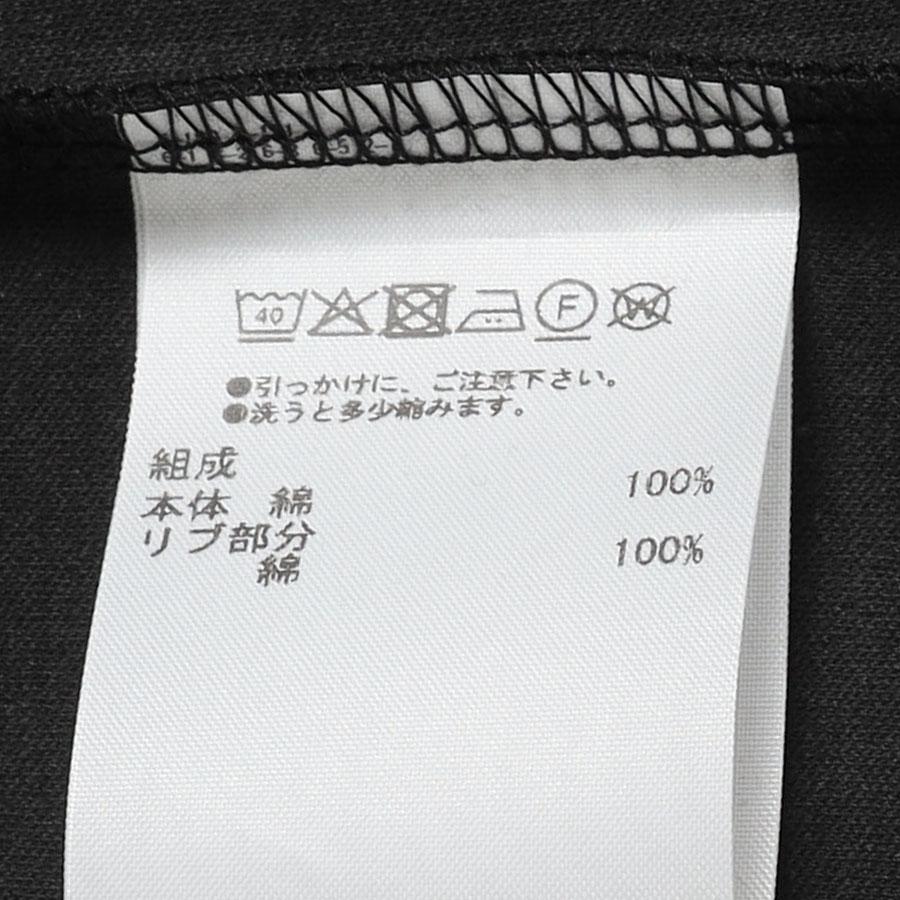 40 F W
●引っかけに、ご注意下さい。
●洗うと多少縮みます。
組成
本体 綿 100%
リブ部分
綿 100%